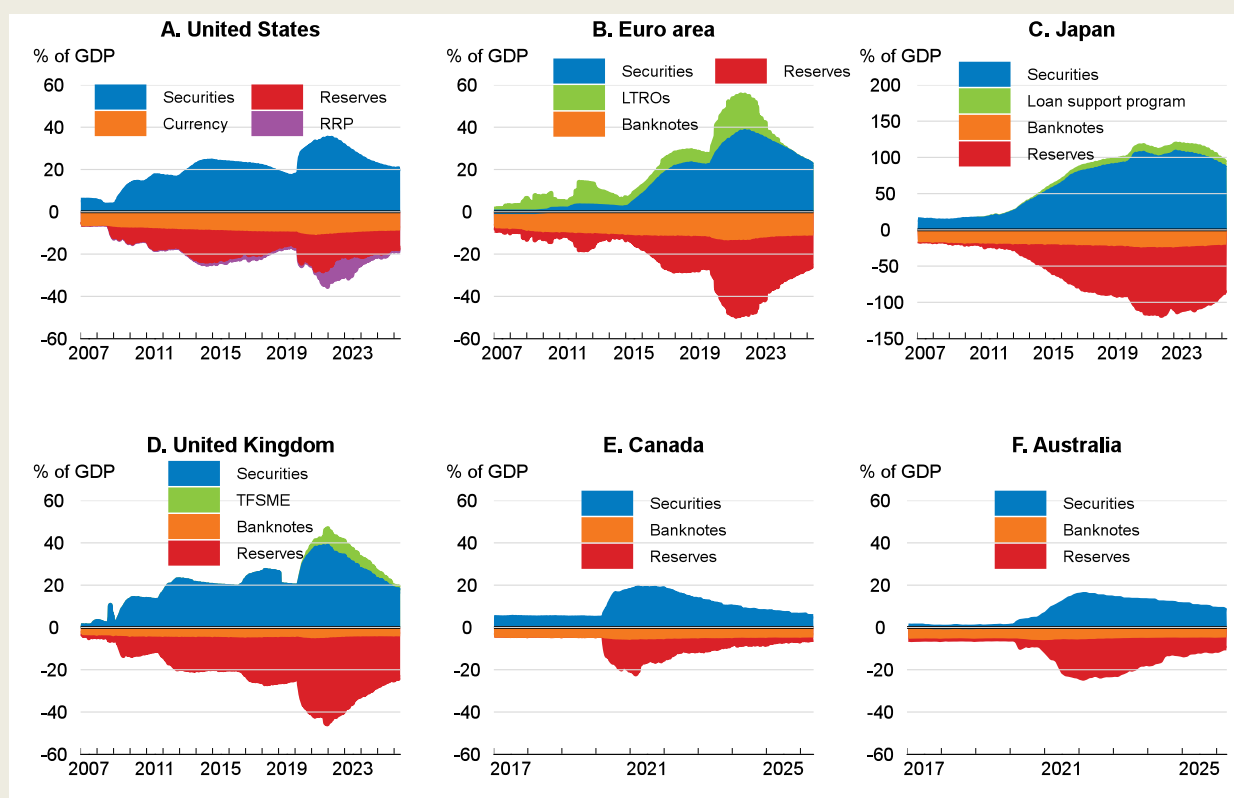 A. United States
% of GDP
60
40
20
0
-20
-40
-60
Securities
Reserves
Currency
RRP
2007
2011
2015
2019
2023
B. Euro area
% of GDP
60
40
20
0
-20
-40
-60
Securities
Reserves
LTROs
Banknotes
2007
2011
2015
2019
2023
C. Japan
% of GDP
200
150
100
50
0
-50
-100
-150
Securities
Loan support program
Banknotes
Reserves
2007
2011
2015
2019
2023
D. United Kingdom
% of GDP
60
40
20
0
-20
-40
-60
Securities
TFSME
Banknotes
Reserves
2007
2011
2015
2019
2023
E. Canada
% of GDP
60
40
20
0
-20
-40
-60
Securities
Banknotes
Reserves
2017
2021
2025
F. Australia
% of GDP
60
40
20
0
-20
-40
-60
Securities
Banknotes
Reserves
2017
2021
2025